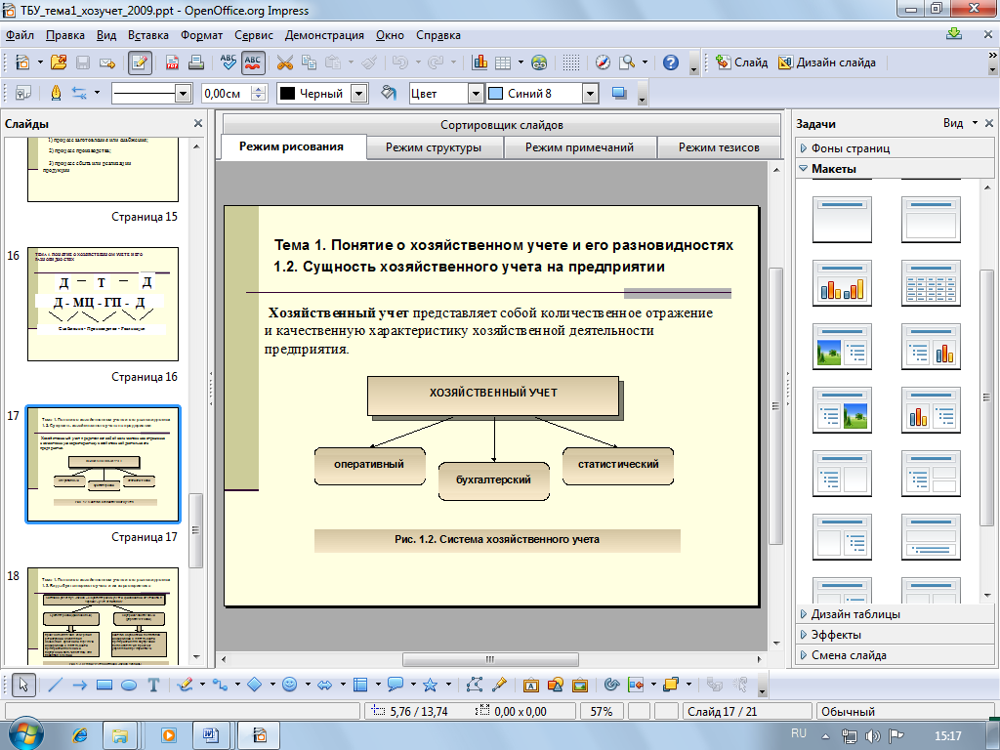 ТБУ_тема1_хозучет_2009.ppt - OpenOffice.org Impress
Файл Правка Вид Вставка Формат Сервис Демонстрация Окно Справка
Слайд Дизайн слайда
0,00см Черный Цвет Синий 8
Слайды
1) процесс заготовления или снабжения;
2) процесс производства;
3) процесс сбыта или реализации
продукции
Страница 15
16
Д – Т – Д
Д - МЦ - ГП - Д
Страница 16
17
Страница 17
18
Сортировщик слайдов
Режим рисования Режим структуры Режим примечаний Режим тезисов
Тема 1. Понятие о хозяйственном учете и его разновидностях
1.2. Сущность хозяйственного учета на предприятии
Хозяйственный учет представляет собой количественное отражение
и качественную характеристику хозяйственной деятельности
предприятия.
ХОЗЯЙСТВЕННЫЙ УЧЕТ
оперативный
бухгалтерский
статистический
Рис. 1.2. Система хозяйственного учета
Задачи Вид
Фоны страниц
Макеты
Дизайн таблицы
Эффекты
Смена слайда
5,76 / 13,74 0,00 x 0,00 57% Слайд 17 / 21 Обычный
RU 15:17